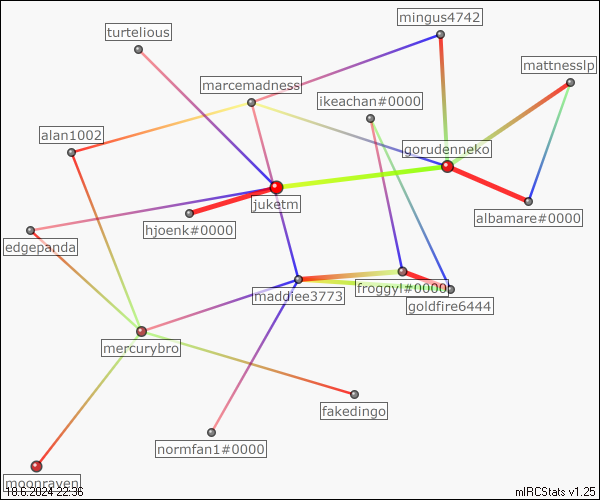 mingus4742
turtelious
mattnesslp
marcemadness
ikeachan#0000
alan1002
gorudenneko
juketm
albamare#0000
hjoenk#0000
edgepanda
froggyl#0000
maddiee3773
goldfire6444
mercurybro
fakedingo
normfan1#0000
moonraven
10.6.2024 22:36
mIRCStats v1.25